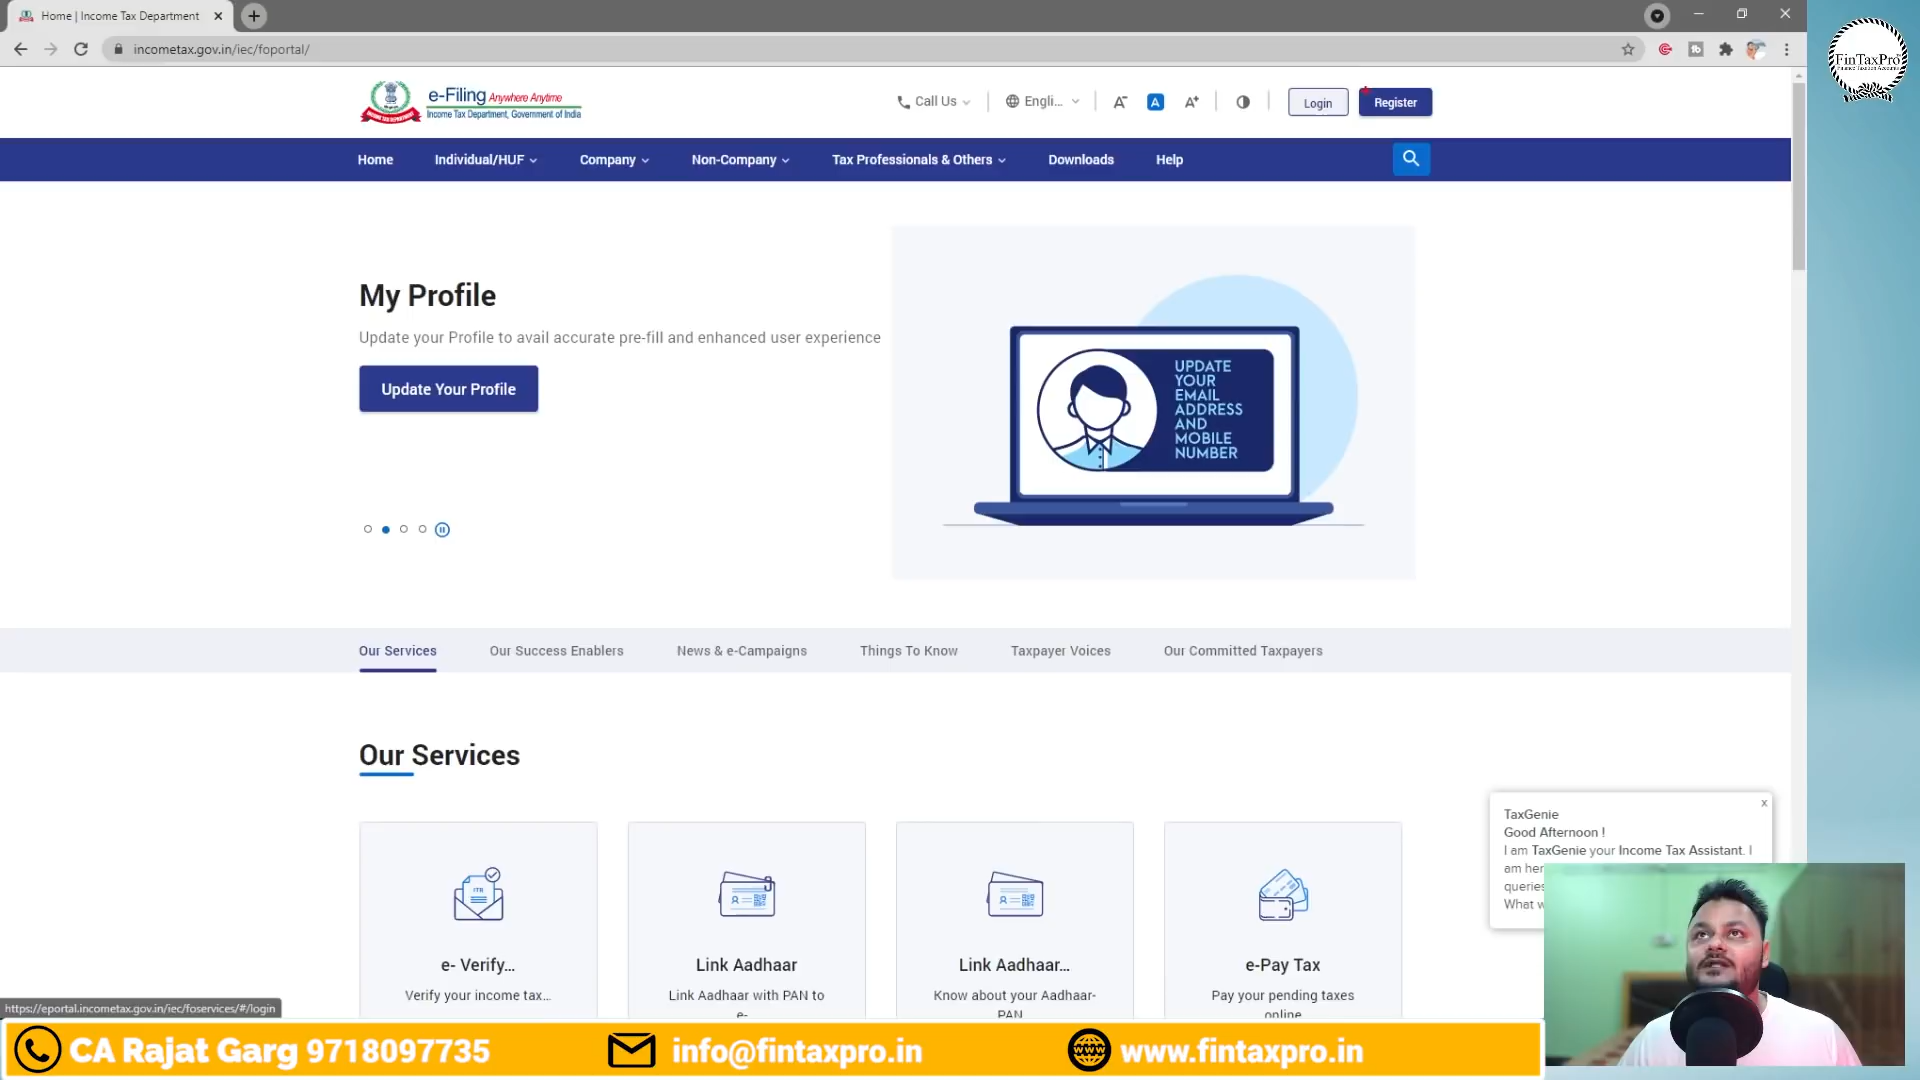 Home | Income Tax Department
incometax.gov.in/iec/foportal/
FinTaxPro
e-Filing Anywhere Anytime
Income Tax Department, Government of India
Call Us
Engli...
A-
A
A+
Login
Register
Home
Individual/HUF
Company
Non-Company
Tax Professionals & Others
Downloads
Help
My Profile
Update your Profile to avail accurate pre-fill and enhanced user experience
Update Your Profile
UPDATE
YOUR
EMAIL
ADDRESS
AND
MOBILE
NUMBER
Our Services
Our Success Enablers
News & e-Campaigns
Things To Know
Taxpayer Voices
Our Committed Taxpayers
Our Services
ITR
e- Verify...
Verify your income tax...
Link Aadhaar
Link Aadhaar with PAN to
e-
Link Aadhaar...
Know about your Aadhaar-
PAN
e-Pay Tax
Pay your pending taxes
online
x
TaxGenie
Good Afternoon !
I am TaxGenie your Income Tax Assistant. I
am her
queries
What w
https://eportal.incometax.gov.in/iec/foservices/#/login
CA Rajat Garg 9718097735
info@fintaxpro.in
WWW
www.fintaxpro.in